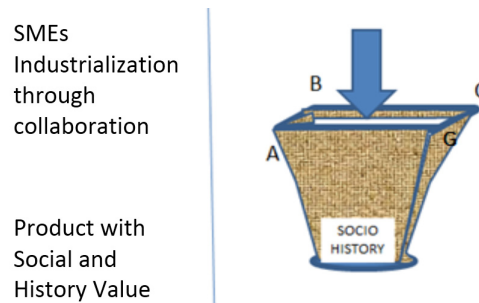 SMEs
Industrialization
through
collaboration
Product with
Social and
History Value
B
C
A
G
SOCIO
HISTORY